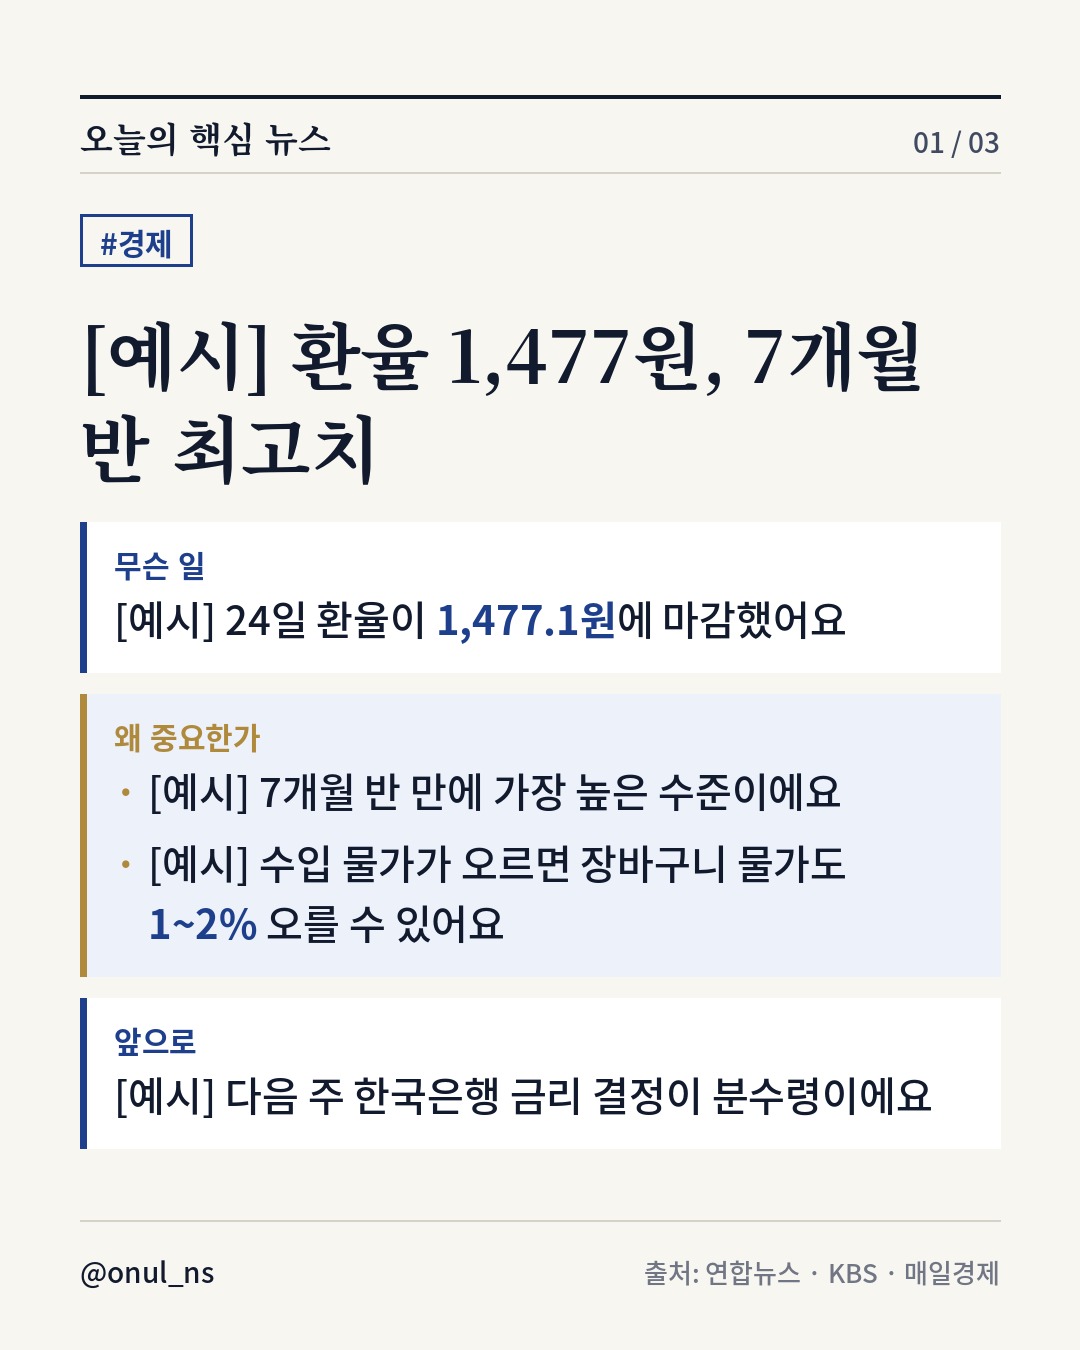 오늘의 핵심 뉴스
01 / 03
#경제
[예시] 환율 1,477원, 7개월
반 최고치
무슨 일
[예시] 24일 환율이 1,477.1원에 마감했어요
왜 중요한가
· [예시] 7개월 반 만에 가장 높은 수준이에요
· [예시] 수입 물가가 오르면 장바구니 물가도
1~2% 오를 수 있어요
앞으로
[예시] 다음 주 한국은행 금리 결정이 분수령이에요
@onul_ns
출처: 연합뉴스 · KBS · 매일경제